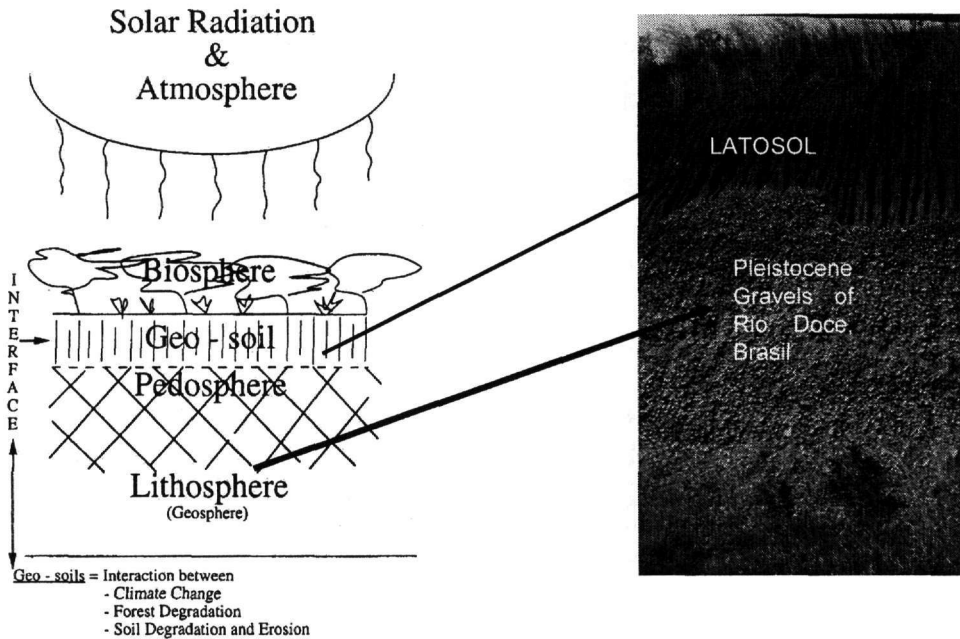 Solar Radiation
&
Atmosphere
Biosphere
Geo - soil
Pedosphere
Lithosphere
(Geosphere)
INTERFACE
Geo - soils = Interaction between
- Climate Change
- Forest Degradation
- Soil Degradation and Erosion
LATOSOL
Pleistocene
Gravels of
Rio Doce,
Brasil